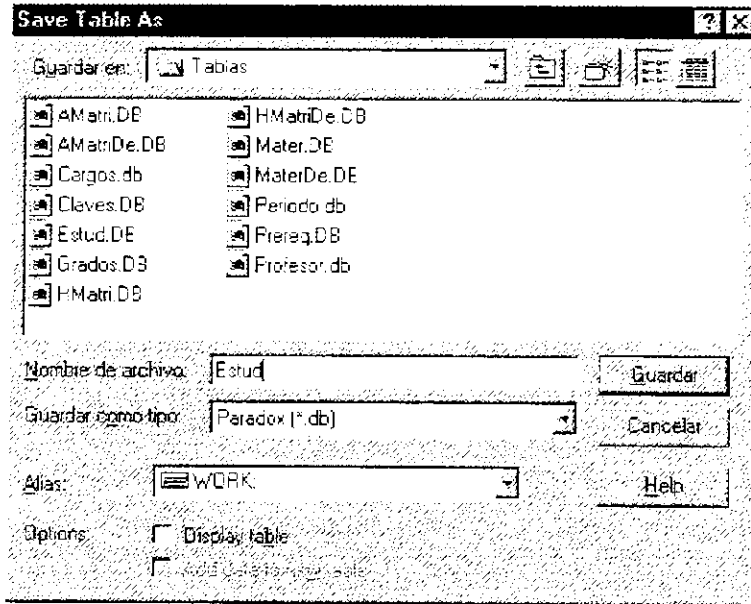 Save Table As
Guardar en: Tablas
AMatri.DB
AMatriDe.DB
Cargos.db
Claves.DB
Estud.DB
Grados.DB
HMatri.DB
HMatriDe.DB
Mater.DB
MaterDe.DB
Periodo.db
Prereq.DB
Profesor.db
Nombre de archivo: Estud
Guardar
Guardar como tipo: Paradox (*.db)
Cancelar
Alias: WORK:
Help
Options: Display table